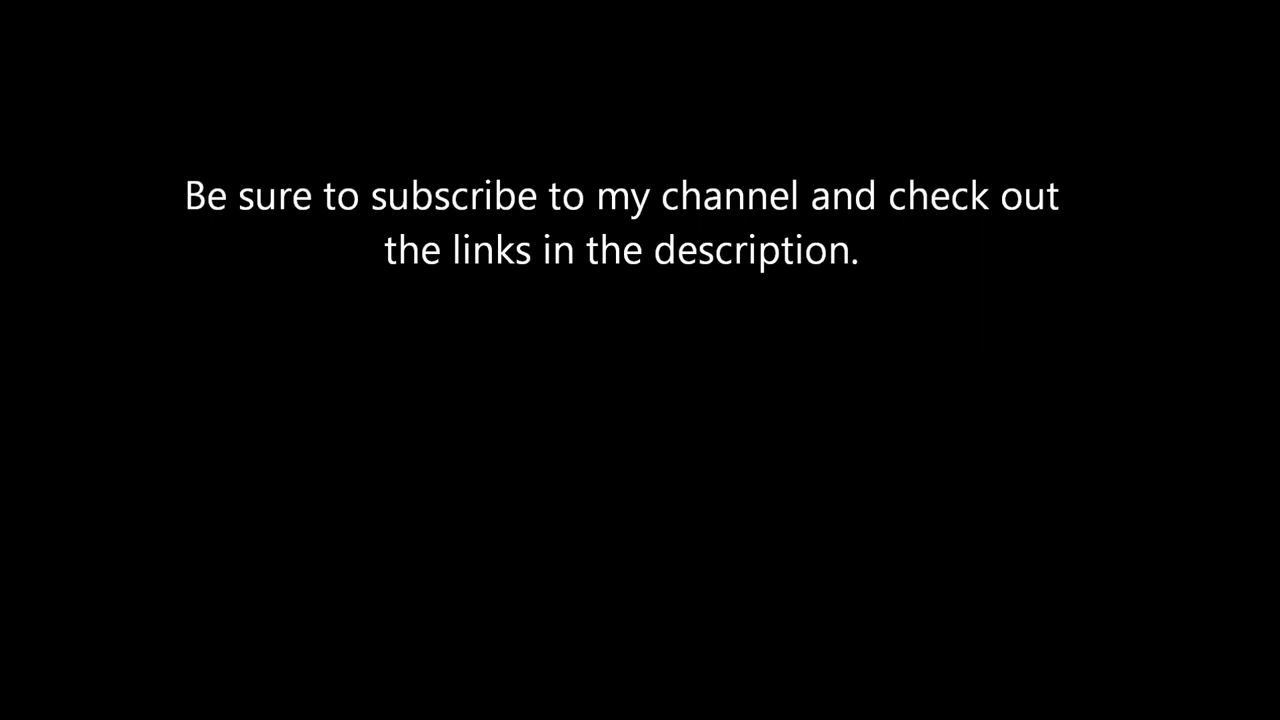 Be sure to subscribe to my channel and check out
the links in the description.